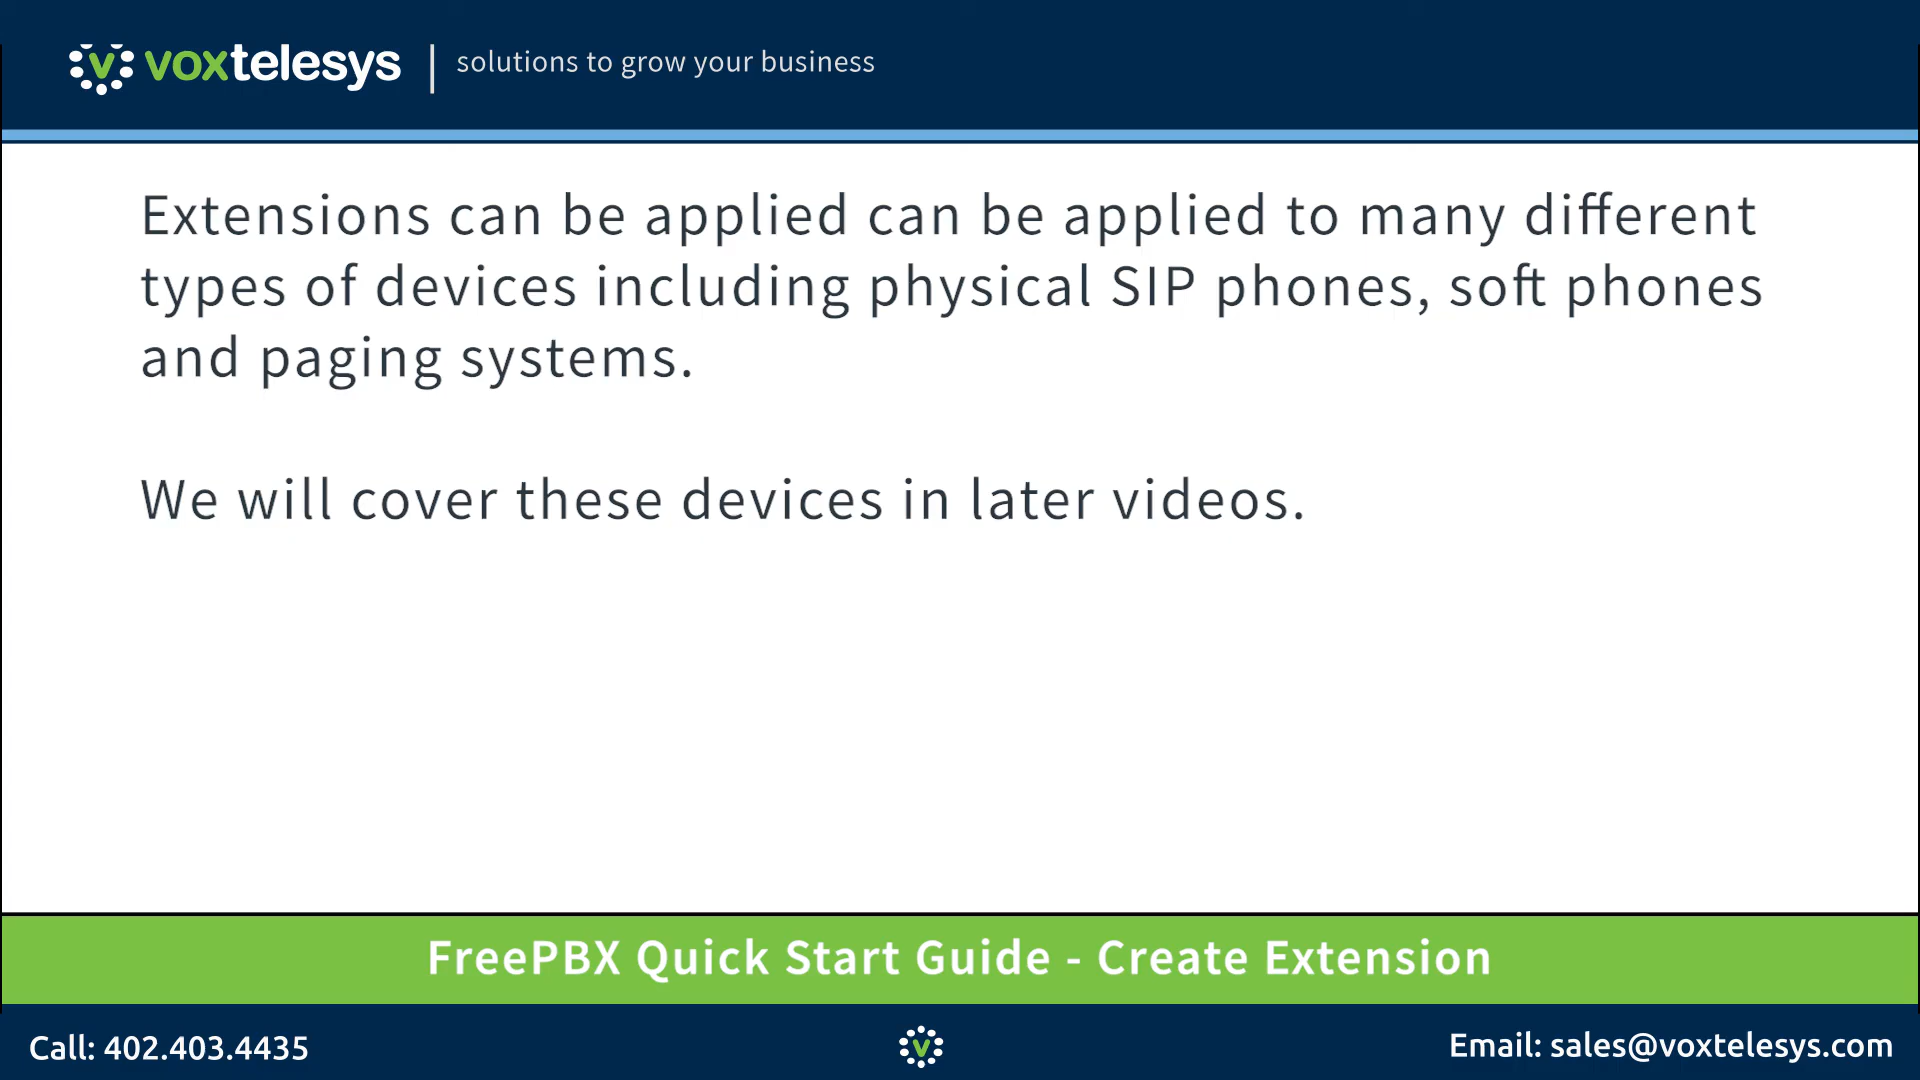 voxtelesys | solutions to grow your business
Extensions can be applied can be applied to many different
types of devices including physical SIP phones, soft phones
and paging systems.
We will cover these devices in later videos.
FreePBX Quick Start Guide - Create Extension
Call: 402.403.4435
v
Email: sales@voxtelesys.com